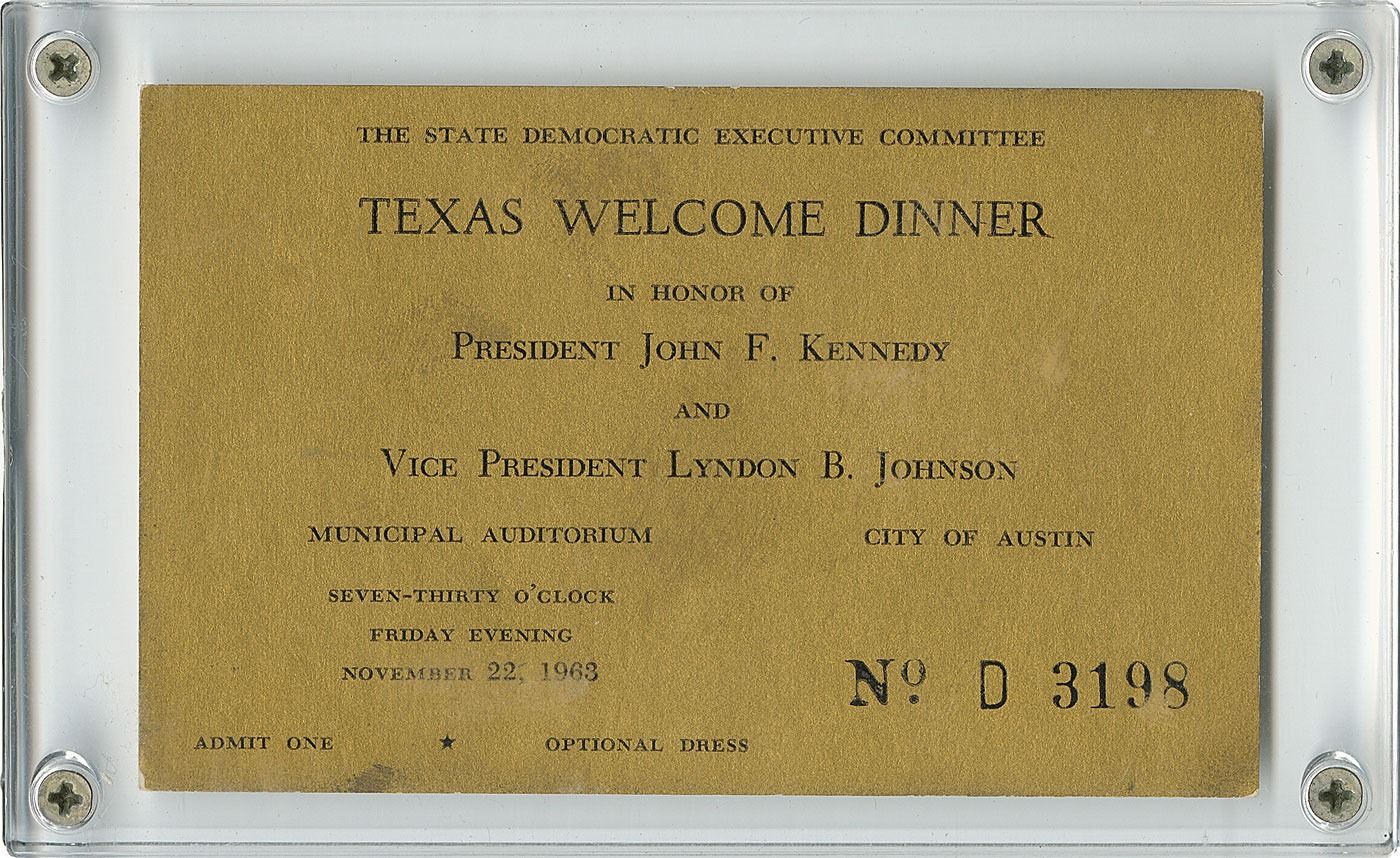 THE STATE DEMOCRATIC EXECUTIVE COMMITTEE
TEXAS WELCOME DINNER
IN HONOR OF
PRESIDENT JOHN F. KENNEDY
AND
VICE PRESIDENT LYNDON B. JOHNSON
MUNICIPAL AUDITORIUM CITY OF AUSTIN
SEVEN-THIRTY O'CLOCK
FRIDAY EVENING
NOVEMBER 22, 1963
Nº. D 3198
ADMIT ONE ★ OPTIONAL DRESS